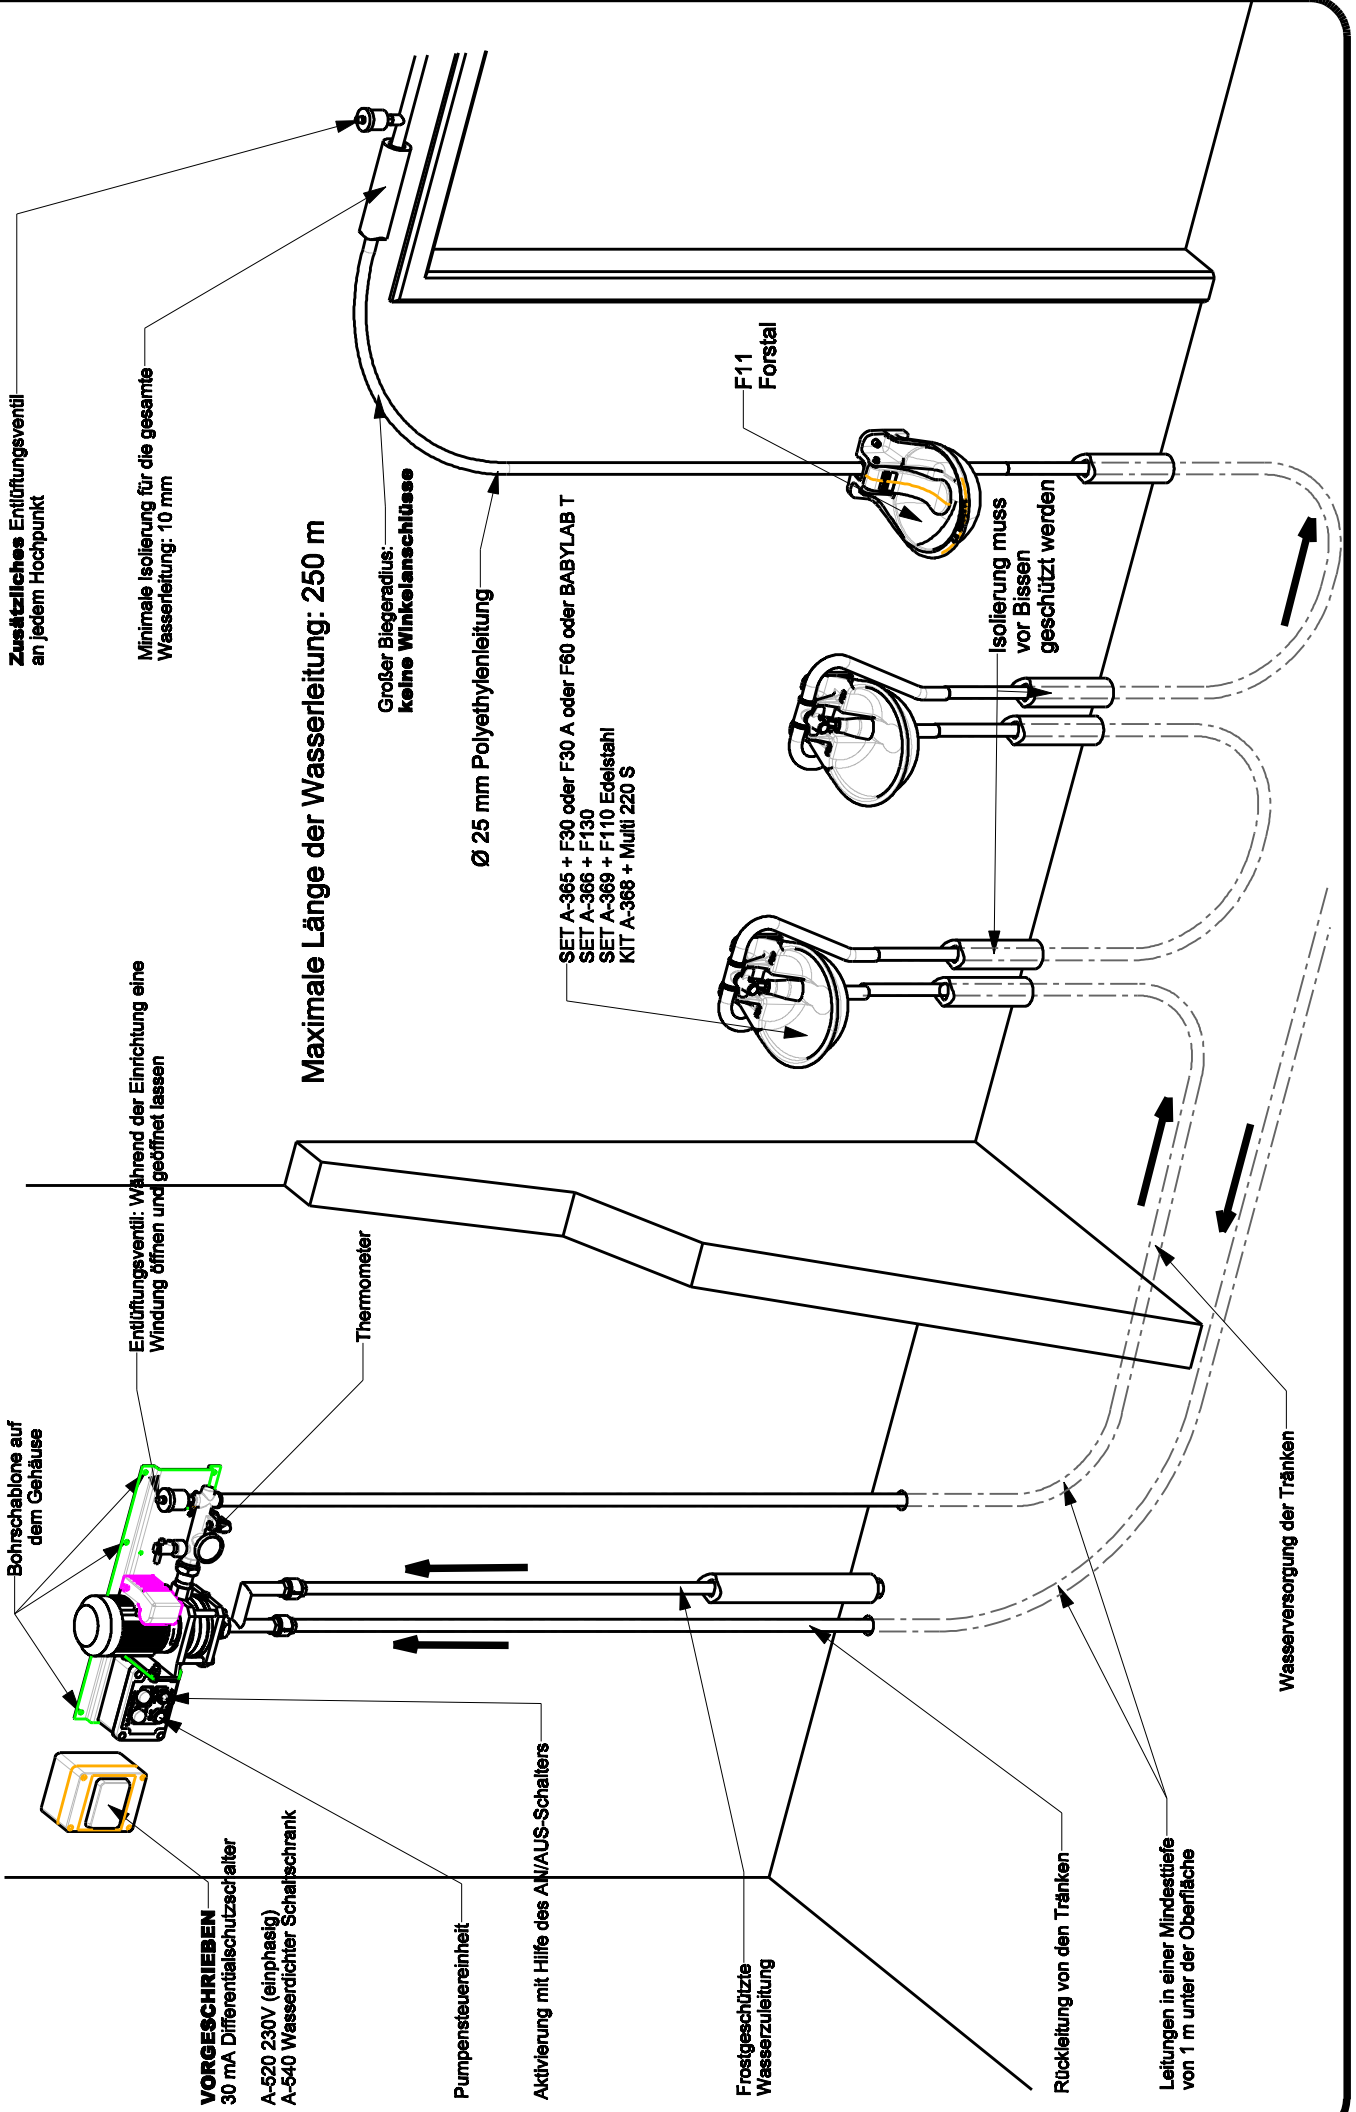 VORGESCHRIEBEN
30 mA Differentialschutzschalter
A-520 230V (einphasig)
A-540 Wasserdichter Schaltschrank
Pumpensteuereinheit
Aktivierung mit Hilfe des AN/AUS-Schalters
Frostgeschützte
Wasserzuleitung
Rückleitung von den Tränken
Leitungen in einer Mindesttiefe
von 1 m unter der Oberfläche
Bohrschablone auf
dem Gehäuse
Entlüftungsventil: Während der Einrichtung eine
Windung öffnen und geöffnet lassen
Thermometer
Wasserversorgung der Tränken
Maximale Länge der Wasserleitung: 250 m
Zusätzliches Entlüftungsventil
an jedem Hochpunkt
Minimale Isolierung für die gesamte
Wasserleitung: 10 mm
Großer Biegeradius:
keine Winkelanschlüsse
Ø 25 mm Polyethylenleitung
SET A-365 + F30 oder F30 A oder F60 oder BABYLAB T
SET A-366 + F130
SET A-369 + F110 Edelstahl
KIT A-368 + Multi 220 S
F11
Forstal
Isolierung muss
vor Bissen
geschützt werden